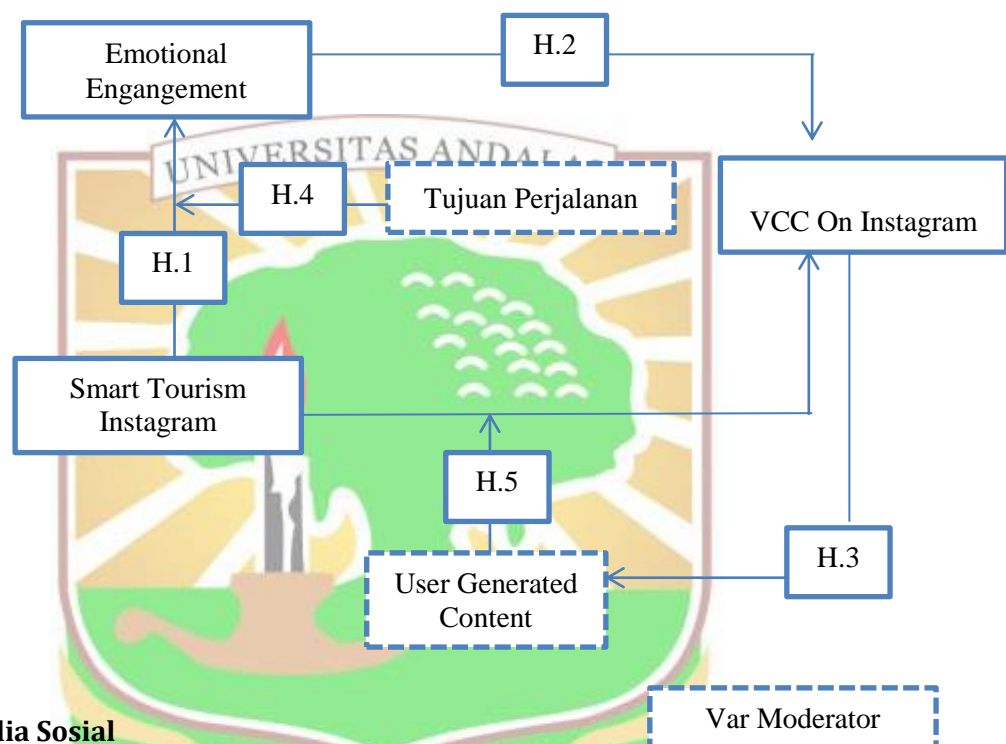 Emotional
Engangement
H.2
UNIVERSITAS ANDALAS
H.4
Tujuan Perjalanan
VCC On Instagram
H.1
Smart Tourism
Instagram
H.5
H.3
User Generated
Content
Var Moderator
lia Sosial